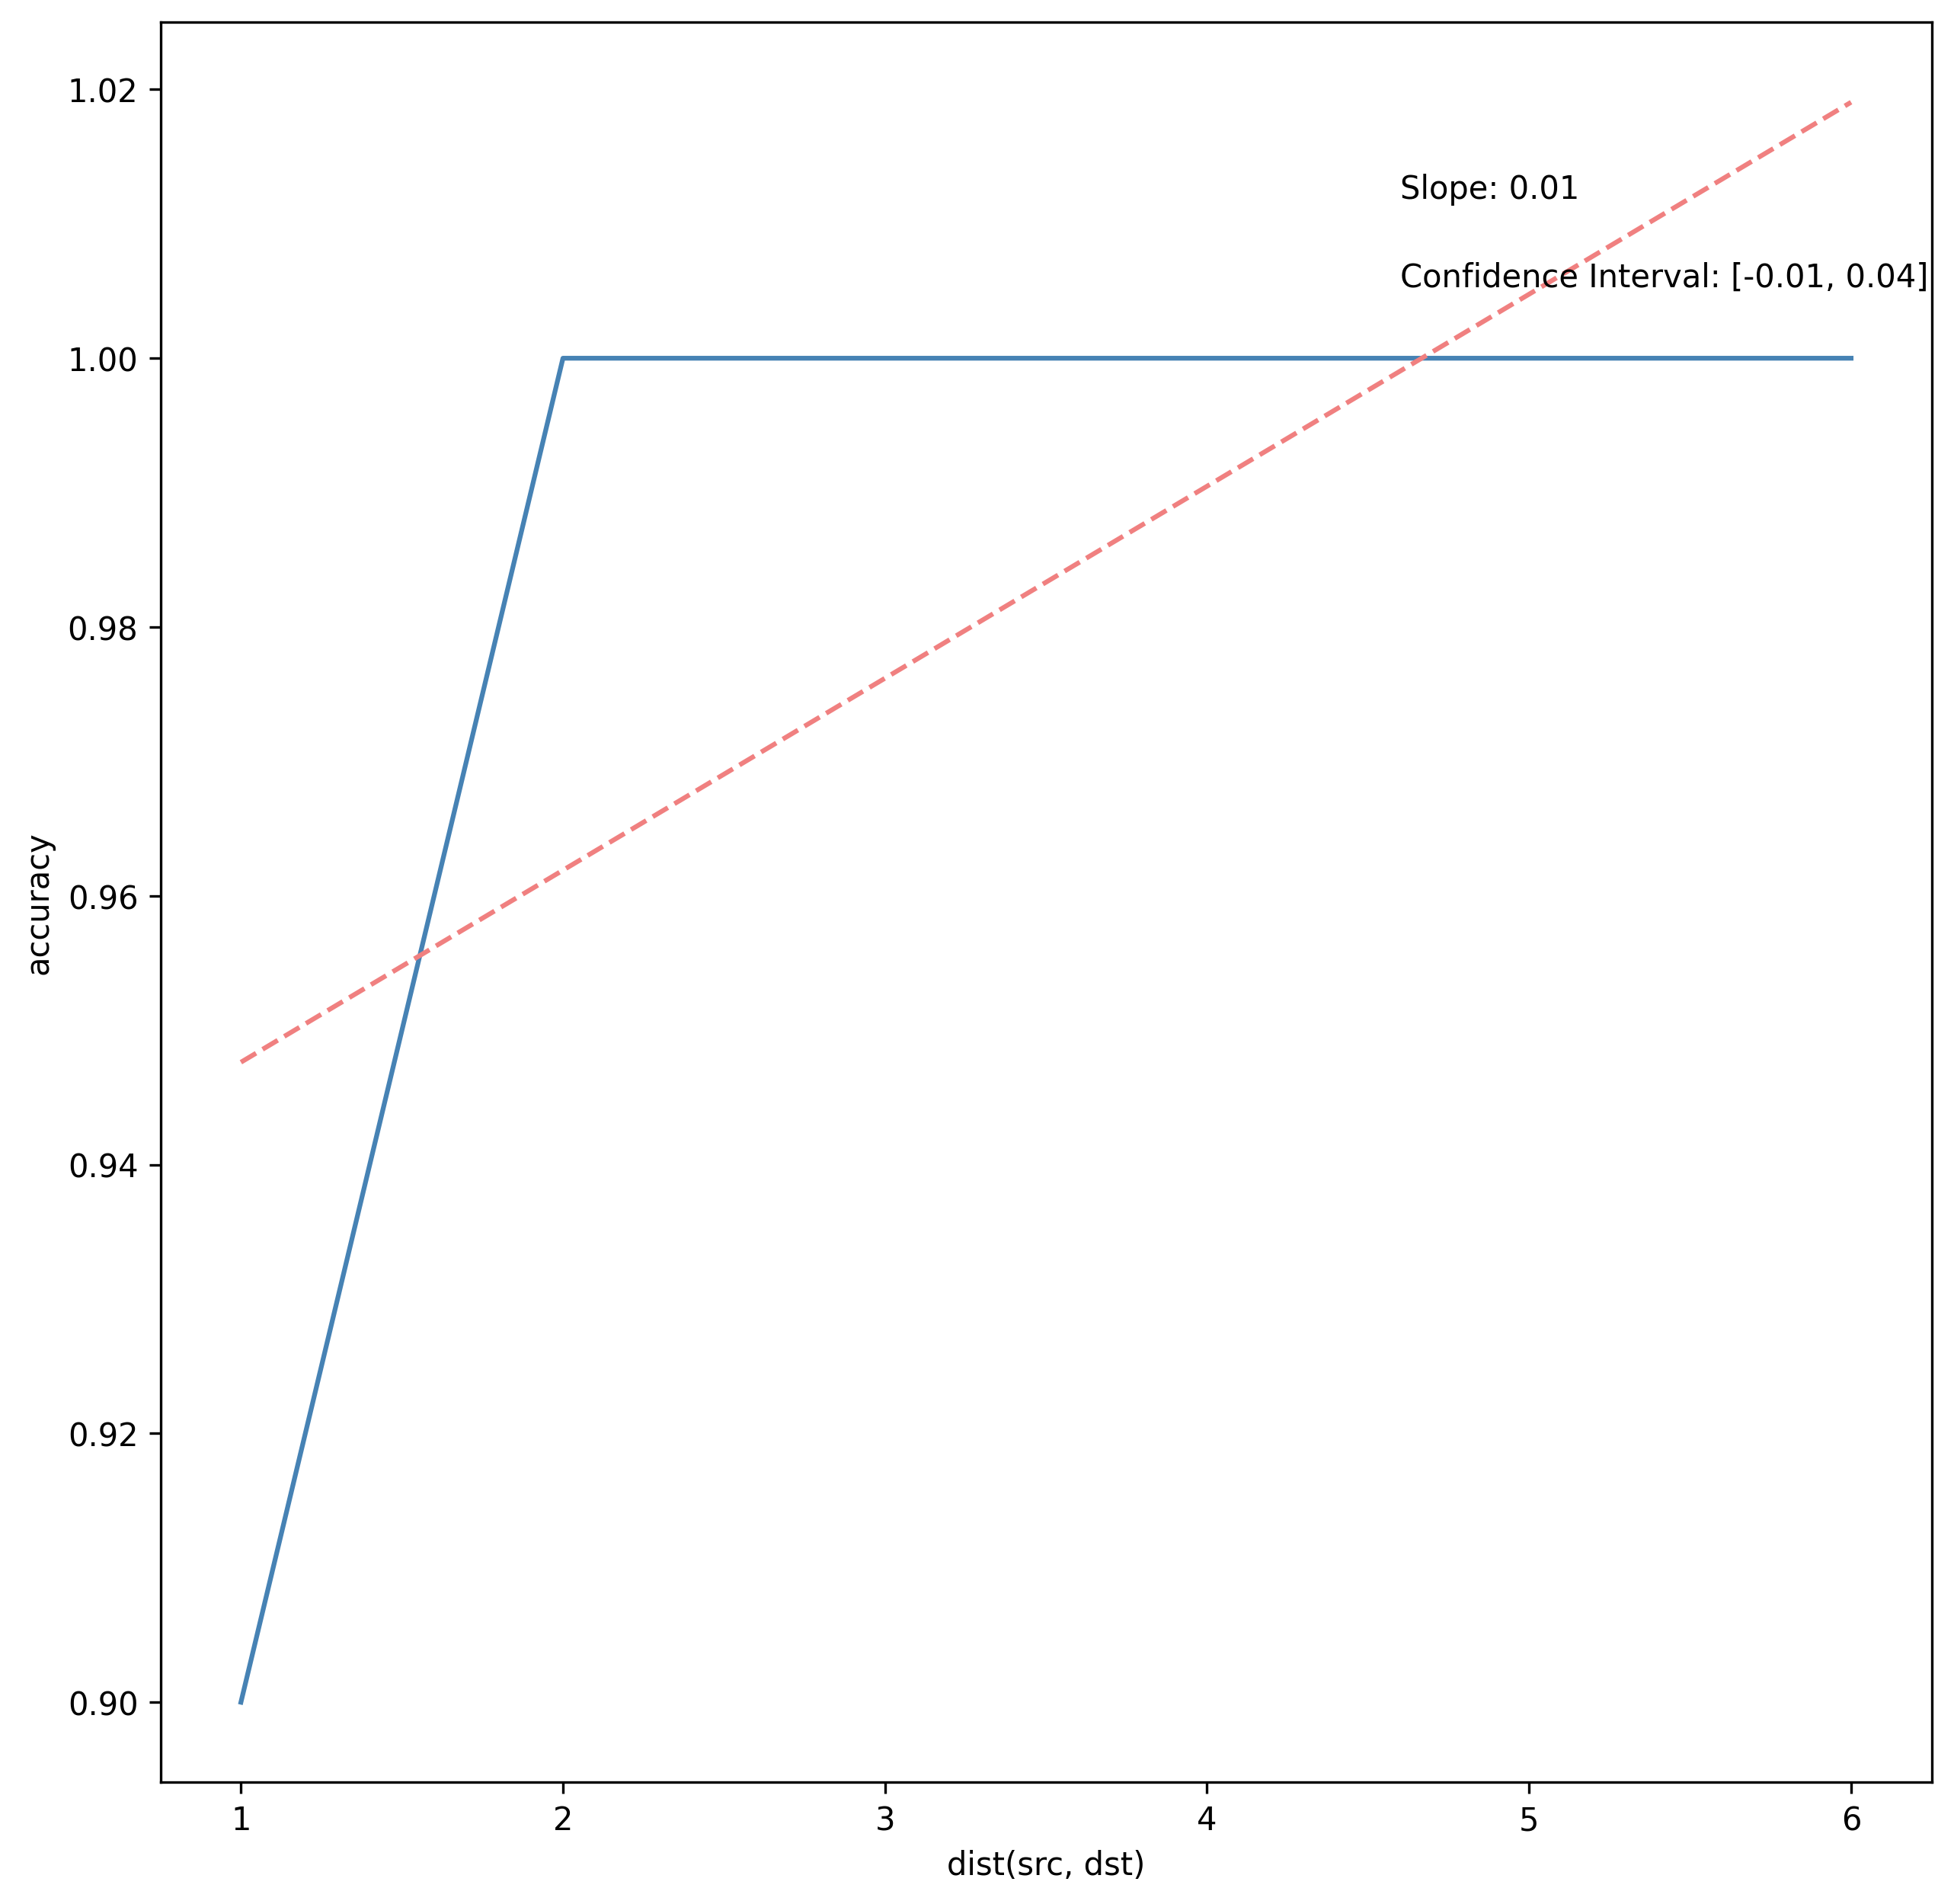 1.02
1.00
0.98
0.96
0.94
0.92
0.90
accuracy
Slope: 0.01
Confidence Interval: [-0.01, 0.04]
1 2 3 4 5 6
dist(src, dst)